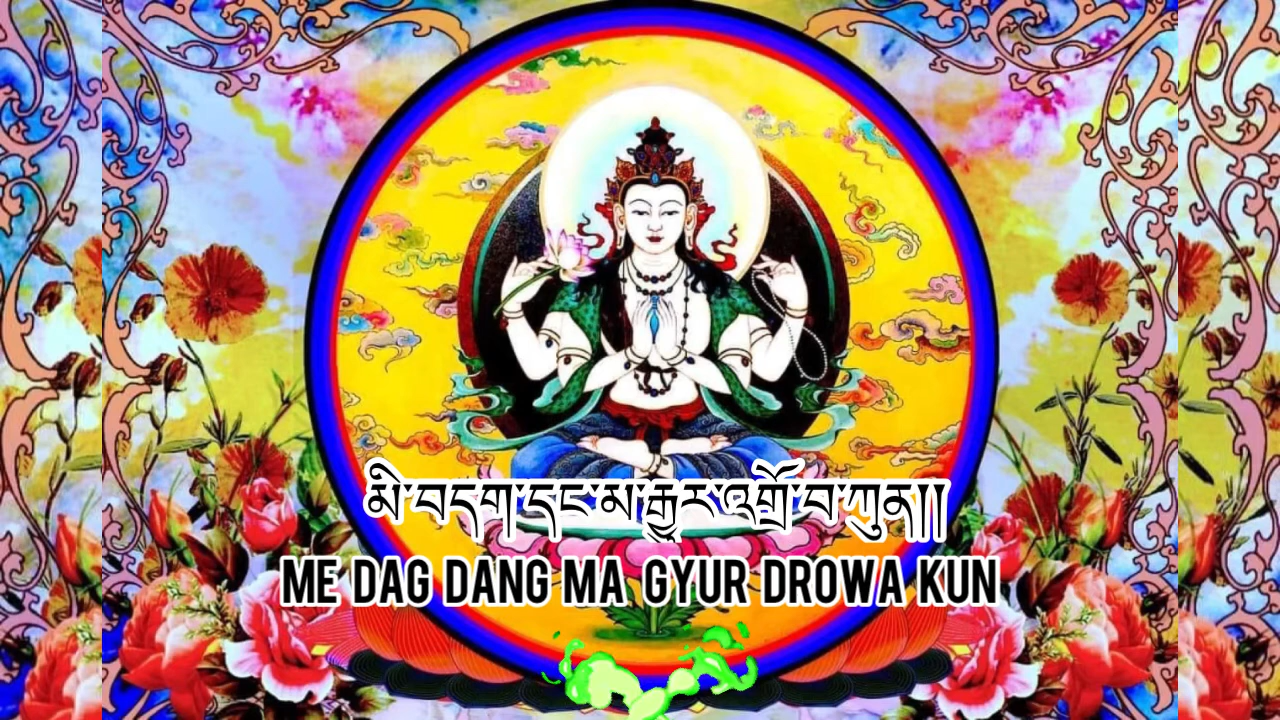 མི་བདག་དང་མ་རྒྱུར་འགྲོ་བ་ཀུན།།
ME DAG DANG MA GYUR DROWA KUN